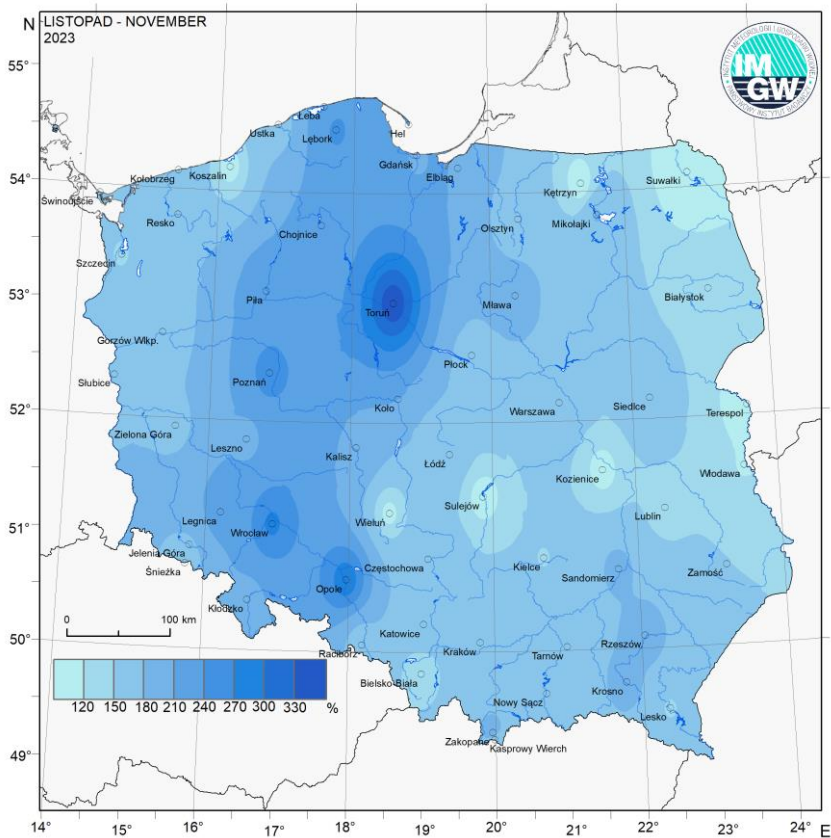 N
LISTOPAD - NOVEMBER
2023
IMGW
55°
54°
53°
52°
51°
50°
49°
Łeba
Ustka
Lębork
Hel
Gdańsk
Elbląg
Kołobrzeg
Koszalin
Kętrzyn
Suwałki
Świnoujście
Resko
Chojnice
Olsztyn
Mikołajki
Szczecin
Piła
Toruń
Mława
Białystok
Gorzów Wlkp.
Płock
Słubice
Poznań
Koło
Warszawa
Siedlce
Terespol
Zielona Góra
Leszno
Kalisz
Łódź
Kozienice
Włodawa
Legnica
Wrocław
Wieluń
Sulejów
Lublin
Jelenia Góra
Śnieżka
Opole
Częstochowa
Kielce
Sandomierz
Zamość
Kłodzko
0 100 km
Racibórz
Katowice
Kraków
Tarnów
Rzeszów
Bielsko-Biała
Nowy Sącz
Krosno
Lesko
Zakopane
Kasprowy Wierch
120 150 180 210 240 270 300 330 %
14° 15° 16° 17° 18° 19° 20° 21° 22° 23° 24° E